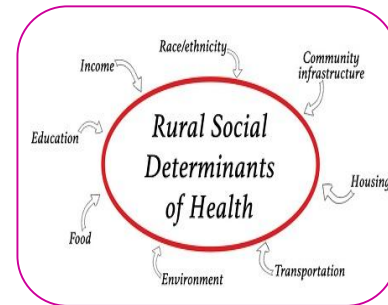 Race/ethnicity
Income
Community
infrastructure
Education
Rural Social
Determinants
of Health
Housing
Food
Environment
Transportation